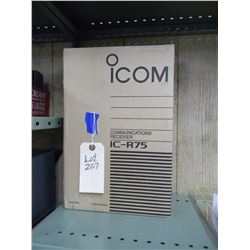 ICOM
COMMUNICATIONS
RECEIVER
IC-R75
Lot
207